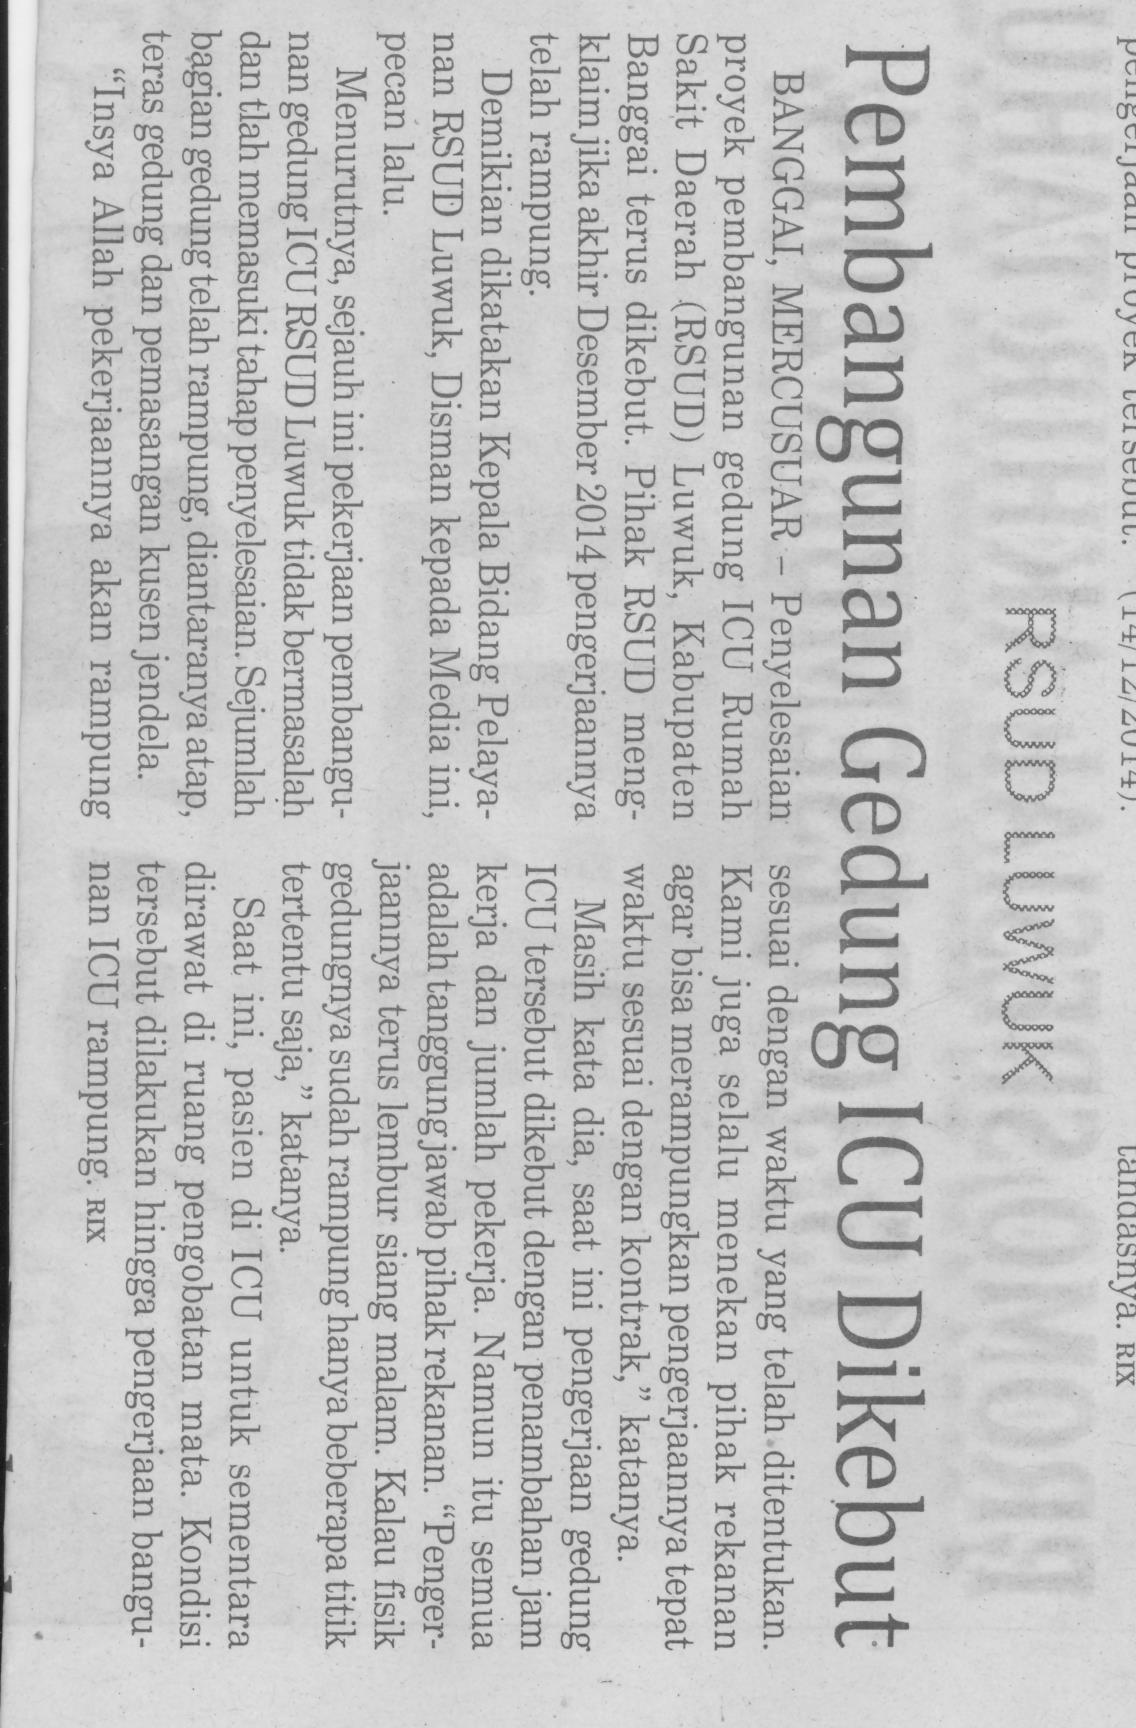 pengerjaan proyek tersebut.
(14/12/2014).
tandasnya. RIX
RSUD LUWUK
Pembangunan Gedung ICU Dikebut
BANGGAI, MERCUSUAR – Penyelesaian
proyek pembangunan gedung ICU Rumah
Sakit Daerah (RSUD) Luwuk, Kabupaten
Banggai terus dikebut. Pihak RSUD meng-
klaim jika akhir Desember 2014 pengerjaannya
telah rampung.
Demikian dikatakan Kepala Bidang Pelaya-
nan RSUD Luwuk, Disman kepada Media ini,
pecan lalu.
Menurutnya, sejauh ini pekerjaan pembangu-
nan gedung ICU RSUD Luwuk tidak bermasalah
dan tlah memasuki tahap penyelesaian. Sejumlah
bagian gedung telah rampung, diantaranya atap,
teras gedung dan pemasangan kusen jendela.
“Insya Allah pekerjaannya akan rampung
sesuai dengan waktu yang telah ditentukan.
Kami juga selalu menekan pihak rekanan
agar bisa merampungkan pengerjaannya tepat
waktu sesuai dengan kontrak,” katanya.
Masih kata dia, saat ini pengerjaan gedung
ICU tersebut dikebut dengan penambahan jam
kerja dan jumlah pekerja. Namun itu semua
adalah tanggung jawab pihak rekanan. “Penger-
jaannya terus lembur siang malam. Kalau fisik
gedungnya sudah rampung hanya beberapa titik
tertentu saja,” katanya.
Saat ini, pasien di ICU untuk sementara
dirawat di ruang pengobatan mata. Kondisi
tersebut dilakukan hingga pengerjaan bangu-
nan ICU rampung. RIX